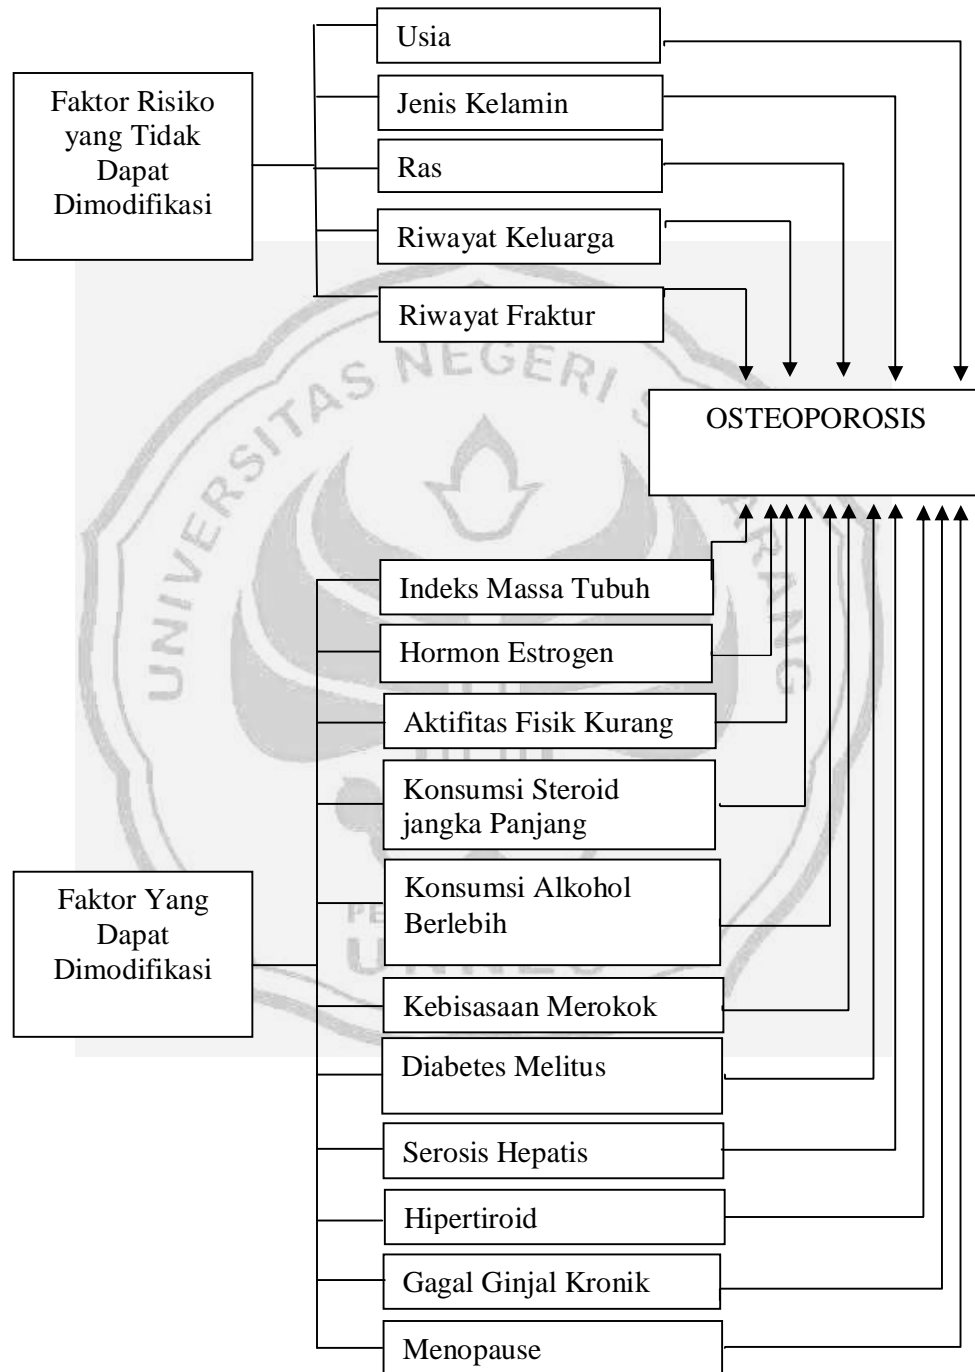 Usia
Faktor Risiko
yang Tidak
Dapat
Dimodifikasi
Jenis Kelamin
Ras
Riwayat Keluarga
Riwayat Fraktur
OSTEOPOROSIS
Indeks Massa Tubuh
Hormon Estrogen
Aktifitas Fisik Kurang
Konsumsi Steroid
jangka Panjang
Faktor Yang
Dapat
Dimodifikasi
Konsumsi Alkohol
Berlebih
Kebisasaan Merokok
Diabetes Melitus
Serosis Hepatis
Hipertiroid
Gagal Ginjal Kronik
Menopause
UNIVERSITAS NEGERI